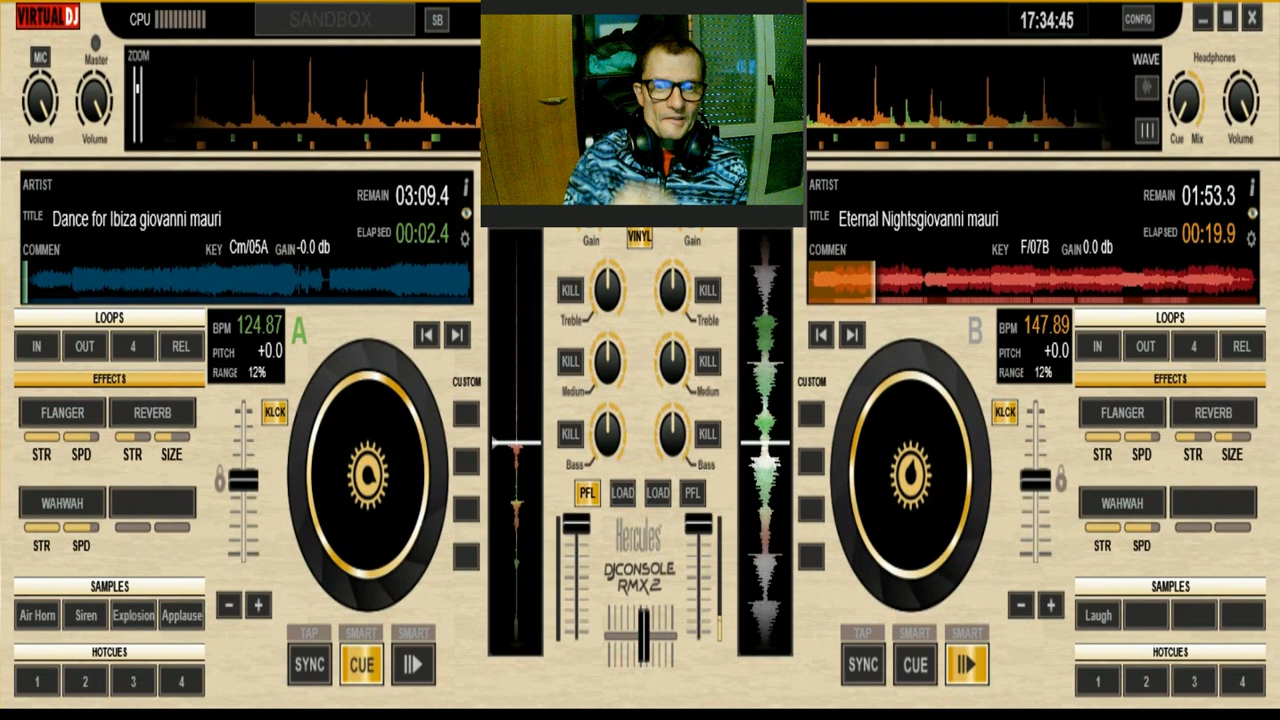 VIRTUAL DJ
CPU
SANDBOX
SB
17:34:45
CONFIG
MIC
Master
ZOOM
WAVE
Headphones
Volume
Volume
Cue
Mix
Volume
ARTIST
REMAIN 03:09.4
TITLE Dance for Ibiza giovanni mauri
ELAPSED 00:02.4
COMMEN
KEY Cm/05A GAIN -0.0 db
ARTIST
REMAIN 01:53.3
TITLE Eternal Nightsgiovanni mauri
ELAPSED 00:19.9
COMMEN
KEY F/07B GAIN 0.0 db
Gain
VINYL
Gain
KILL
KILL
Treble
Treble
KILL
KILL
Medium
Medium
KILL
KILL
Bass
Bass
PFL
LOAD
LOAD
PFL
Hercules
DJCONSOLE
RMX2
LOOPS
IN
OUT
4
REL
BPM 124.87
PITCH +0.0
RANGE 12%
A
EFFECTS
FLANGER
REVERB
STR
SPD
STR
SIZE
WAHWAH
STR
SPD
KLCK
CUSTOM
SAMPLES
Air Horn
Siren
Explosion
Applause
HOTCUES
1
2
3
4
TAP
SMART
SMART
SYNC
CUE
B
BPM 147.89
PITCH +0.0
RANGE 12%
LOOPS
IN
OUT
4
REL
CUSTOM
KLCK
EFFECTS
FLANGER
REVERB
STR
SPD
STR
SIZE
WAHWAH
STR
SPD
SAMPLES
Laugh
HOTCUES
1
2
3
4
TAP
SMART
SMART
SYNC
CUE